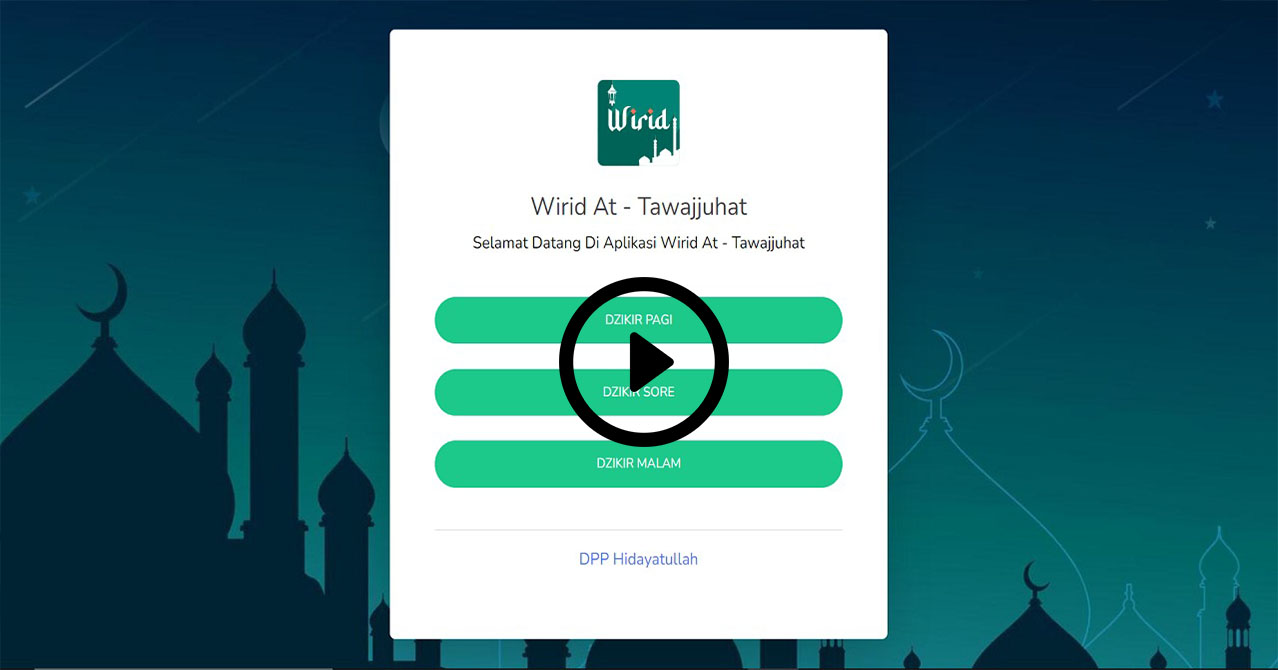 Wirid
Wirid At - Tawajjuhat
Selamat Datang Di Aplikasi Wirid At - Tawajjuhat
DZIKIR PAGI
DZIKIR SORE
DZIKIR MALAM
DPP Hidayatullah